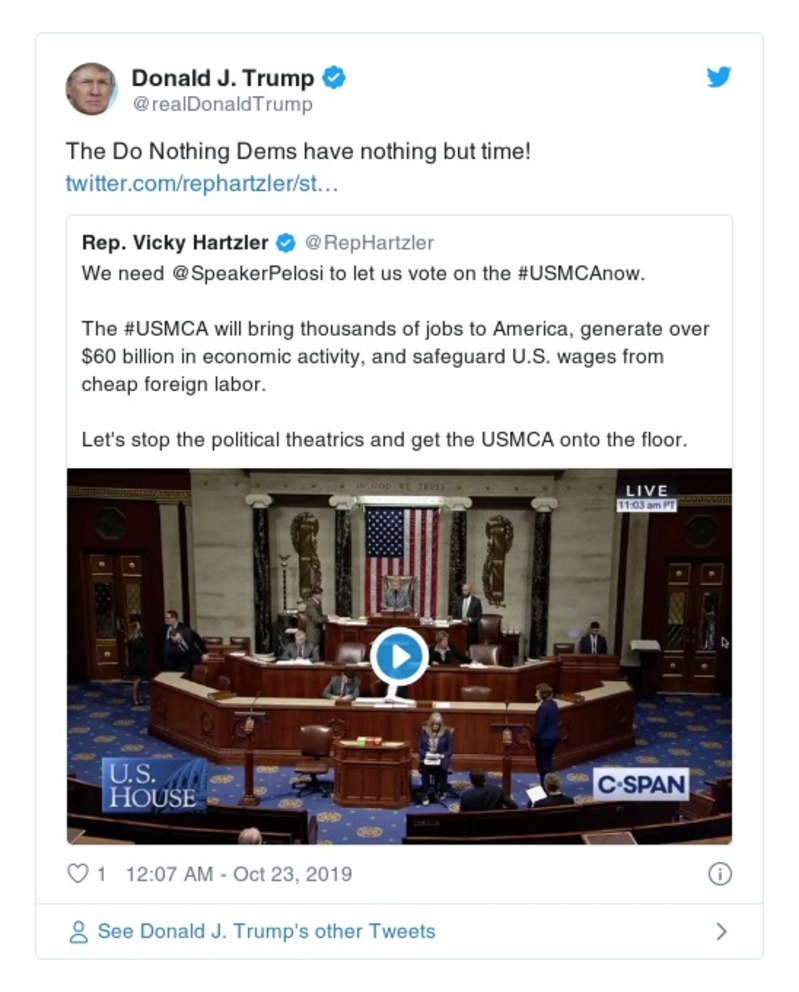 Donald J. Trump
@realDonaldTrump
The Do Nothing Dems have nothing but time!
twitter.com/rephartzler/st…
Rep. Vicky Hartzler @RepHartzler
We need @SpeakerPelosi to let us vote on the #USMCAnow.
The #USMCA will bring thousands of jobs to America, generate over
$60 billion in economic activity, and safeguard U.S. wages from
cheap foreign labor.
Let's stop the political theatrics and get the USMCA onto the floor.
IN GOD WE TRUST
LIVE
11:03 am PT
U.S.
HOUSE
C-SPAN
1 12:07 AM - Oct 23, 2019
See Donald J. Trump's other Tweets